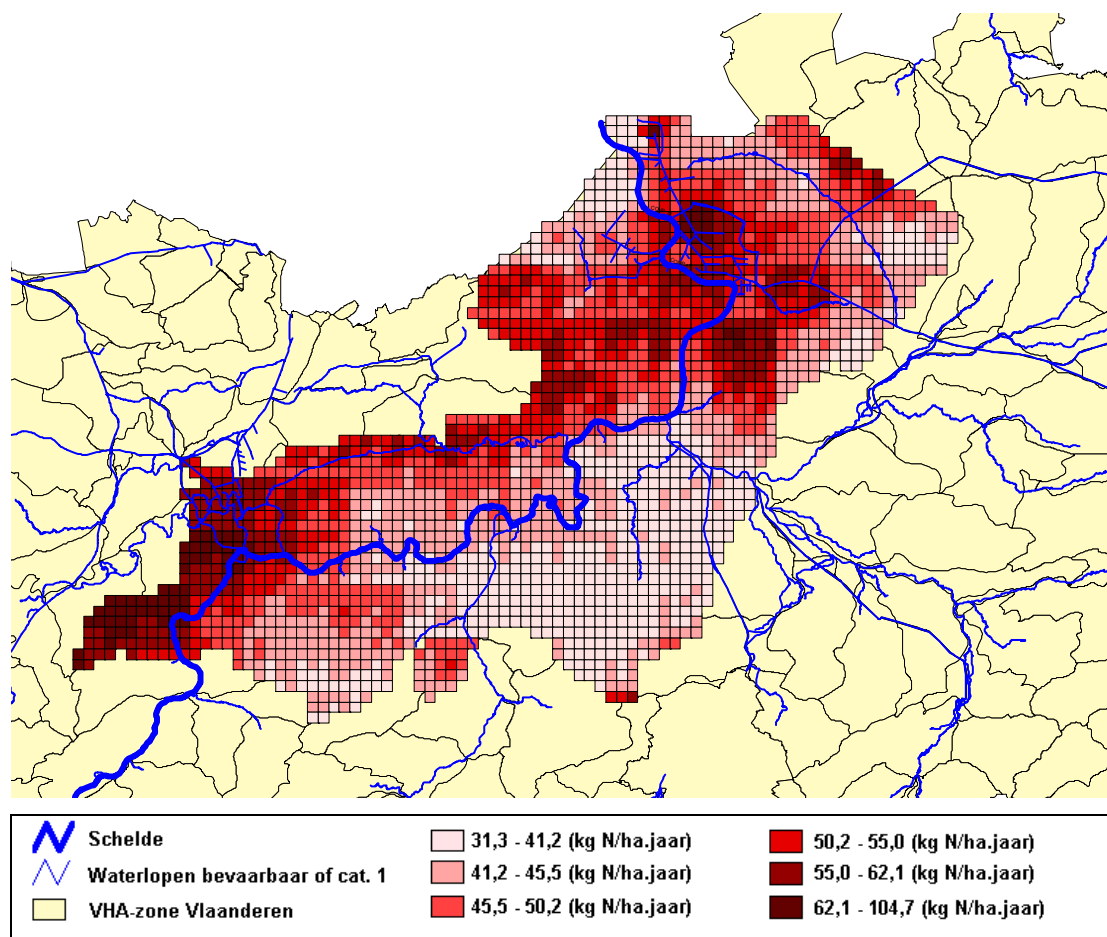 Schelde
Waterlopen bevaarbaar of cat. 1
VHA-zone Vlaanderen
31,3 - 41,2 (kg N/ha.jaar)
41,2 - 45,5 (kg N/ha.jaar)
45,5 - 50,2 (kg N/ha.jaar)
50,2 - 55,0 (kg N/ha.jaar)
55,0 - 62,1 (kg N/ha.jaar)
62,1 - 104,7 (kg N/ha.jaar)